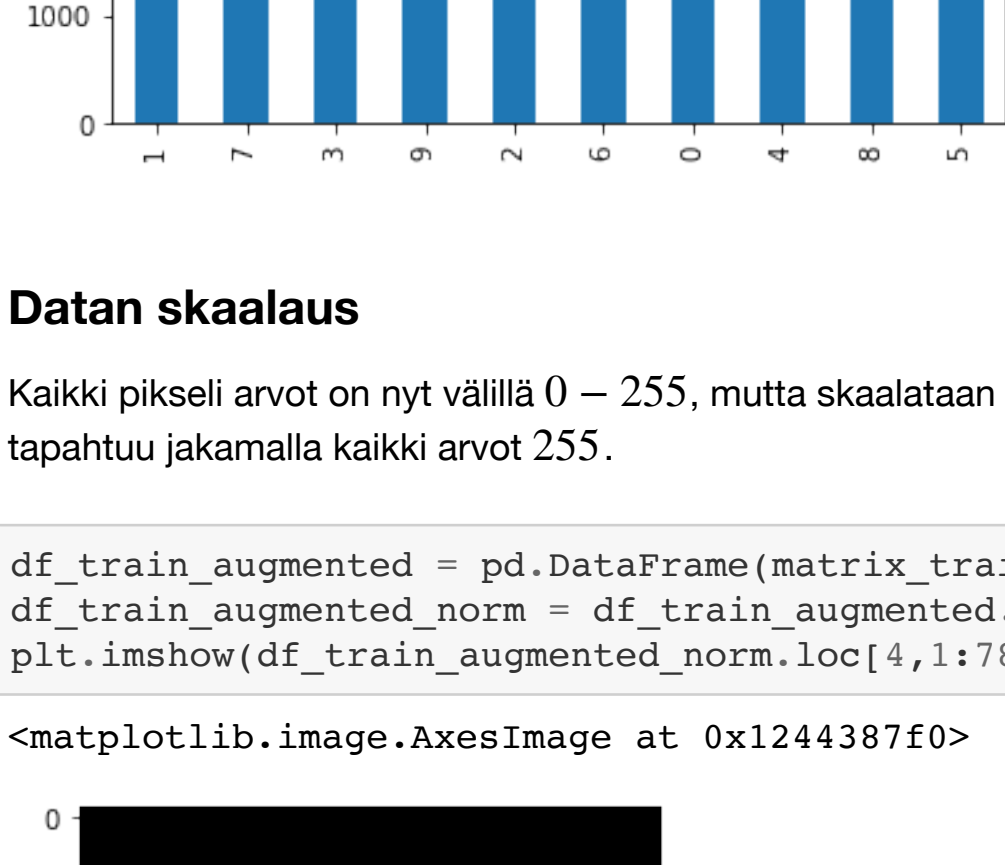 1000
0
1 7 3 9 2 6 0 4 8 5
Datan skaalaus
Kaikki pikseli arvot on nyt välillä 0 − 255, mutta skaalataan
tapahtuu jakamalla kaikki arvot 255.
df_train_augmented = pd.DataFrame(matrix_trai
df_train_augmented_norm = df_train_augmented.
plt.imshow(df_train_augmented_norm.loc[4,1:78
<matplotlib.image.AxesImage at 0x1244387f0>
0